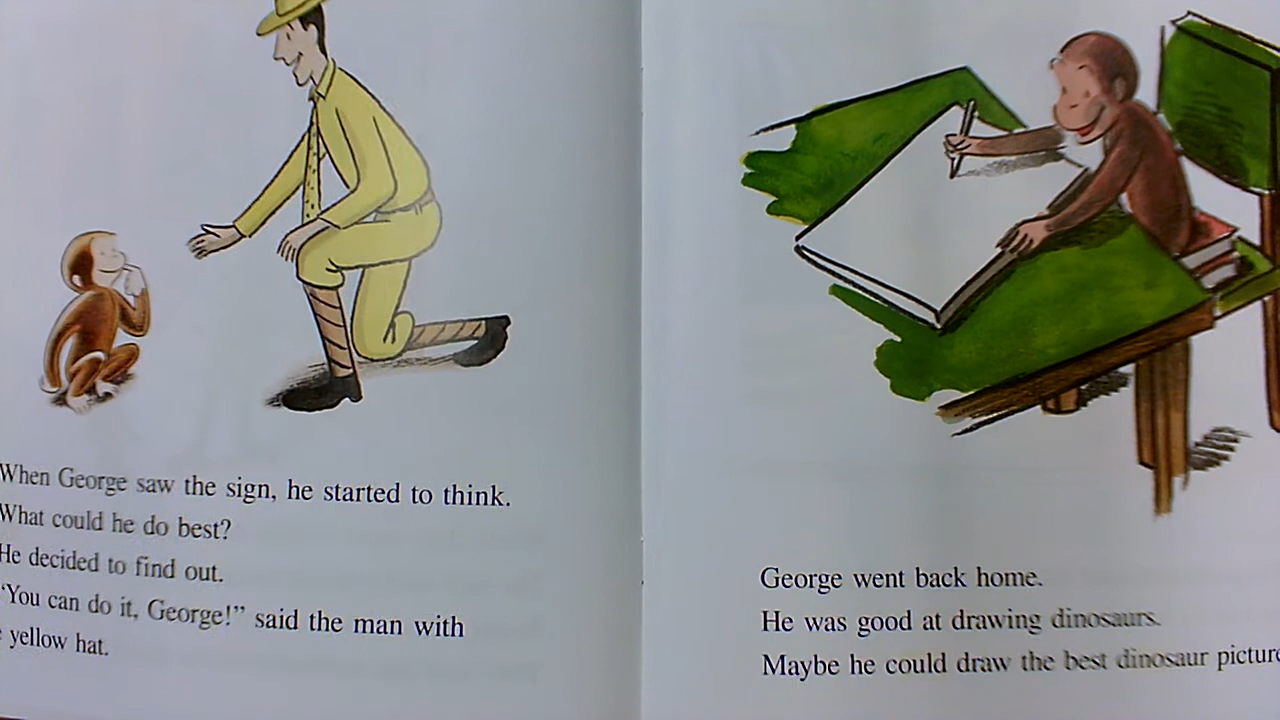 When George saw the sign, he started to think.
What could he do best?
He decided to find out.
“You can do it, George!” said the man with
yellow hat.
George went back home.
He was good at drawing dinosaurs.
Maybe he could draw the best dinosaur picture